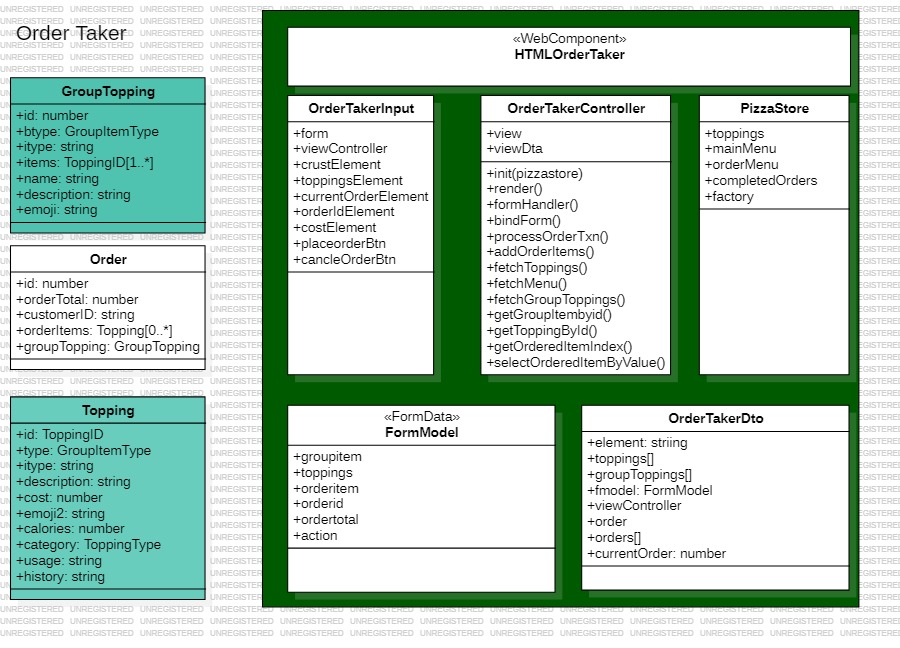 Order Taker
GroupTopping
+id: number
+btype: GroupItemType
+itype: string
+items: ToppingID[1..*]
+name: string
+description: string
+emoji: string
Order
+id: number
+orderTotal: number
+customerID: string
+orderItems: Topping[0..*]
+groupTopping: GroupTopping
Topping
+id: ToppingID
+type: GroupItemType
+itype: string
+description: string
+cost: number
+emoji2: string
+calories: number
+category: ToppingType
+usage: string
+history: string
«WebComponent»
HTMLOrderTaker
OrderTakerInput
+form
+viewController
+crustElement
+toppingsElement
+currentOrderElement
+orderIdElement
+costElement
+placeorderBtn
+cancleOrderBtn
OrderTakerController
+view
+viewDta
+init(pizzastore)
+render()
+formHandler()
+bindForm()
+processOrderTxn()
+addOrderItems()
+fetchToppings()
+fetchMenu()
+fetchGroupToppings()
+getGroupItembyid()
+getToppingById()
+getOrderedItemIndex()
+selectOrderedItemByValue()
PizzaStore
+toppings
+mainMenu
+orderMenu
+completedOrders
+factory
«FormData»
FormModel
+groupitem
+toppings
+orderitem
+orderid
+ordertotal
+action
OrderTakerDto
+element: striing
+toppings[]
+groupToppings[]
+fmodel: FormModel
+viewController
+order
+orders[]
+currentOrder: number
UNREGISTERED UNREGISTERED UNREGISTERED UNREGISTERED UNREGISTERED UNREGISTERED UNREGISTERED UNREGISTERED UNREGISTERED UNREGISTERED UNREGISTERED UNREGISTERED